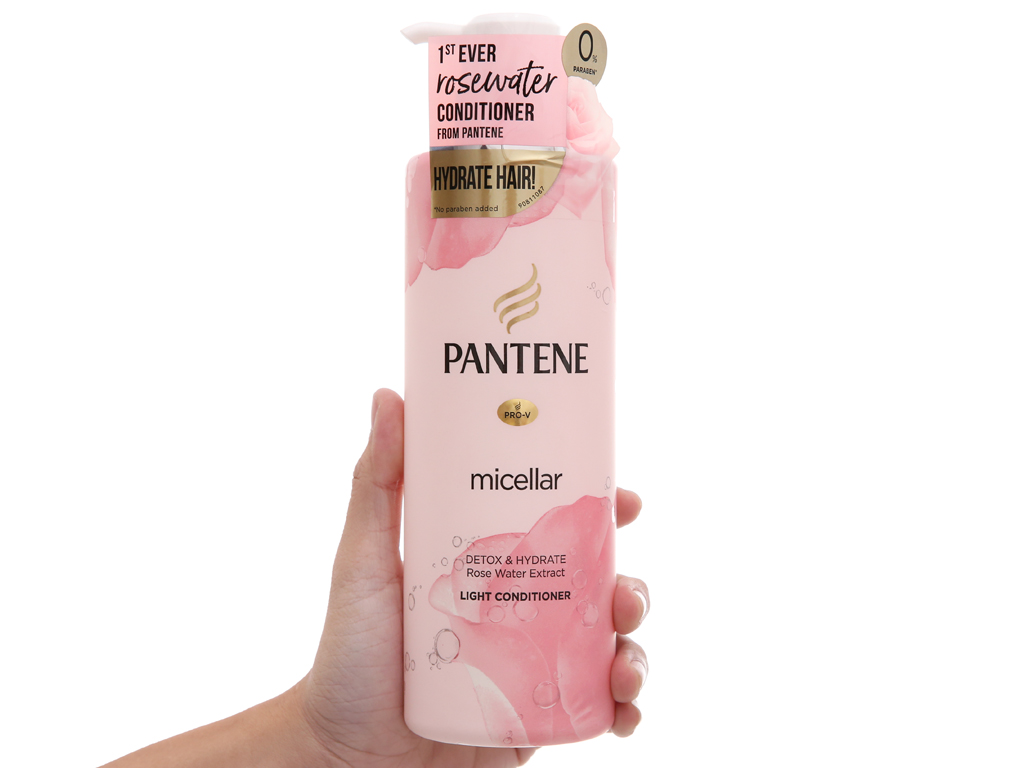 1ST EVER
rosewater
CONDITIONER
FROM PANTENE
HYDRATE HAIR!
*No paraben added
90811087
0%
PARABEN*
PANTENE
PRO-V
micellar
DETOX & HYDRATE
Rose Water Extract
LIGHT CONDITIONER